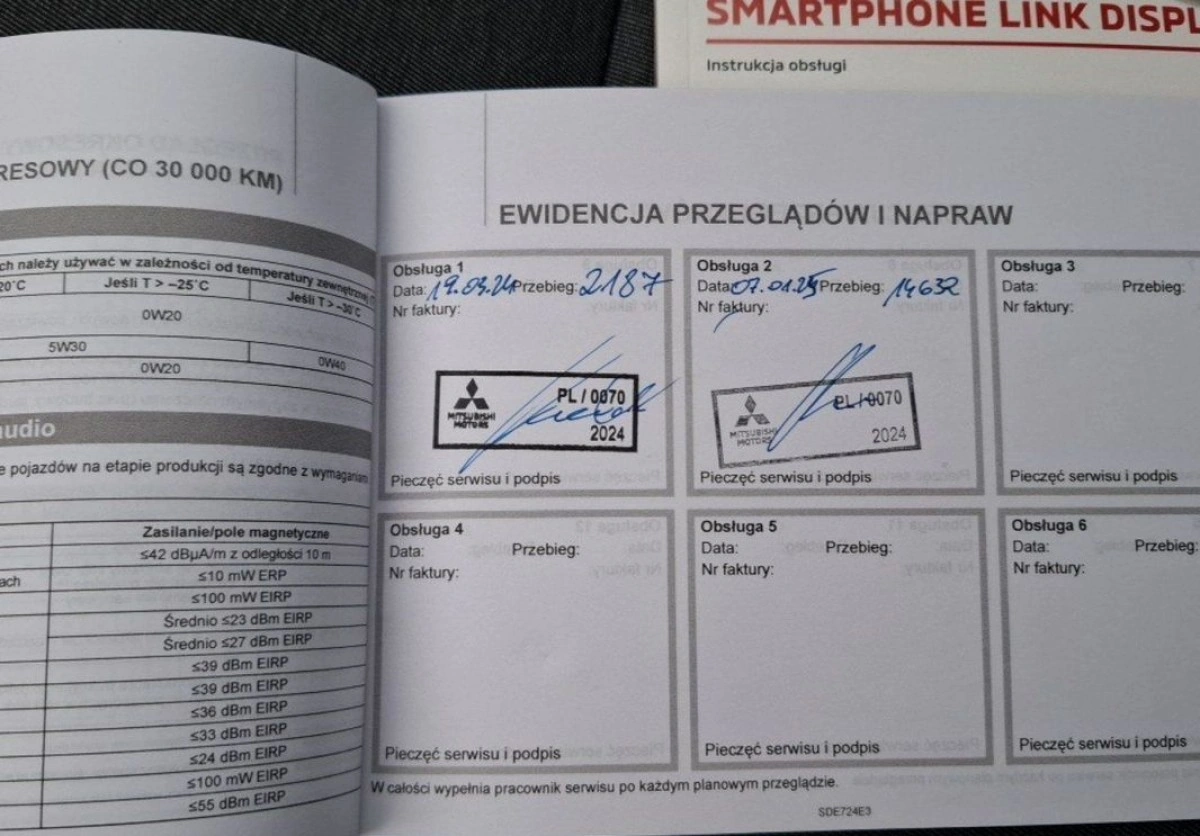 SMARTPHONE LINK DISPL
Instrukcja obsługi
RESOWY (CO 30 000 KM)
ch należy używać w zależności od temperatury zewnętrznej
20°C Jeśli T > –25°C Jeśli T > –30°C
0W20
5W30 0W40
0W20
audio
e pojazdów na etapie produkcji są zgodne z wymaganiam
Zasilanie/pole magnetyczne
≤42 dBµA/m z odległości 10 m
ach ≤10 mW ERP
≤100 mW EIRP
Średnio ≤23 dBm EIRP
Średnio ≤27 dBm EIRP
≤39 dBm EIRP
≤39 dBm EIRP
≤36 dBm EIRP
≤33 dBm EIRP
≤24 dBm EIRP
≤100 mW EIRP
≤55 dBm EIRP
EWIDENCJA PRZEGLĄDÓW I NAPRAW
Obsługa 1
Data: 19.03.24 Przebieg: 2187
Nr faktury:
MITSUBISHI
MOTORS
PL / 0070
2024
Pieczęć serwisu i podpis
Obsługa 2
Data: 07.01.25 Przebieg: 14632
Nr faktury:
MITSUBISHI
MOTORS
PL / 0070
2024
Pieczęć serwisu i podpis
Obsługa 3
Data: Przebieg:
Nr faktury:
Pieczęć serwisu i podpis
Obsługa 4
Data: Przebieg:
Nr faktury:
Pieczęć serwisu i podpis
Obsługa 5
Data: Przebieg:
Nr faktury:
Pieczęć serwisu i podpis
Obsługa 6
Data: Przebieg:
Nr faktury:
Pieczęć serwisu i podpis
W całości wypełnia pracownik serwisu po każdym planowym przeglądzie.
SDE724E3